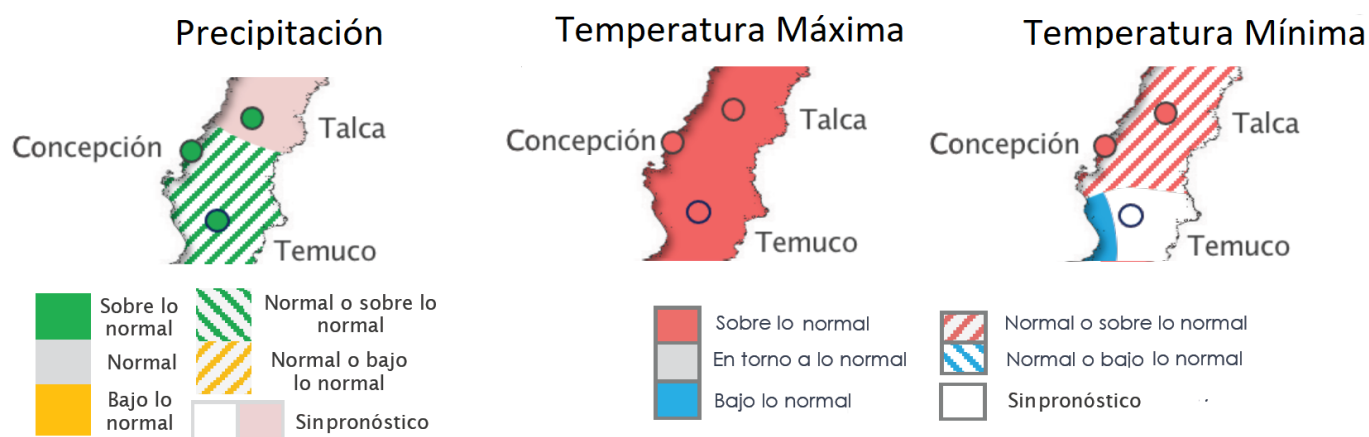 Precipitación
Temperatura Máxima
Temperatura Mínima
Concepción
Talca
Temuco
Concepción
Talca
Temuco
Concepción
Talca
Temuco
Sobre lo
normal
Normal
Bajo lo
normal
Normal o sobre lo
normal
Normal o bajo
lo normal
Sin pronóstico
Sobre lo normal
En torno a lo normal
Bajo lo normal
Normal o sobre lo normal
Normal o bajo lo normal
Sin pronóstico